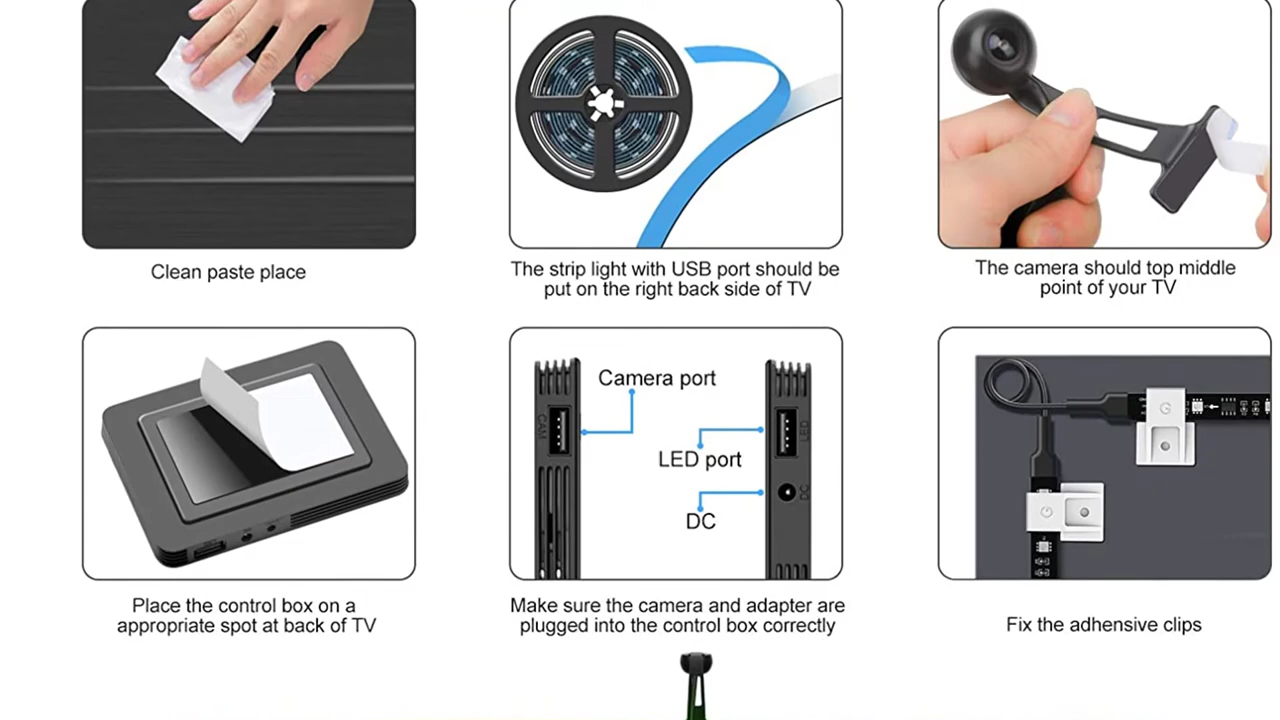 Clean paste place
The strip light with USB port should be
put on the right back side of TV
The camera should top middle
point of your TV
Camera port
CAM
LED port
LED
DC
DC
Place the control box on a
appropriate spot at back of TV
Make sure the camera and adapter are
plugged into the control box correctly
Fix the adhensive clips